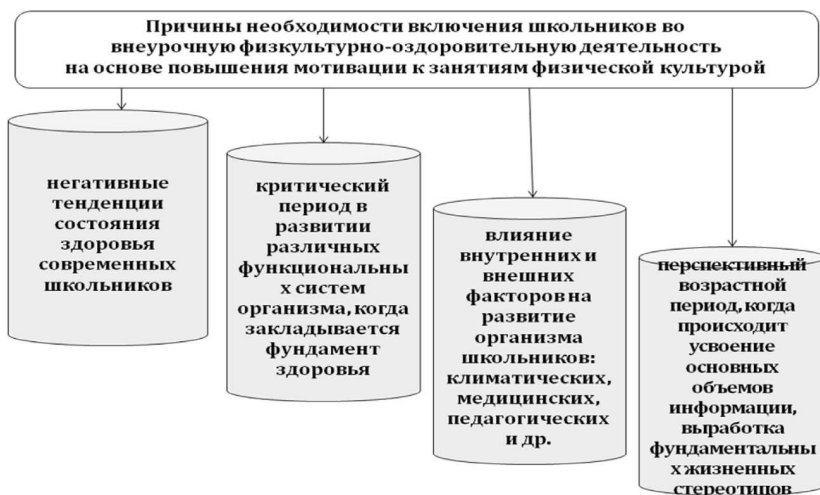 Причины необходимости включения школьников во
внеурочную физкультурно-оздоровительную деятельность
на основе повышения мотивации к занятиям физической культурой
негативные
тенденции
состояния
здоровья
современных
школьников
критический
период в
развитии
различных
функциональны
х систем
организма, когда
закладывается
фундамент
здоровья
влияние
внутренних и
внешних
факторов на
развитие
организма
школьников:
климатических,
медицинских,
педагогических
и др.
перспективный
возрастной
период, когда
происходит
усвоение
основных
объемов
информации,
выработка
фундаментальны
х жизненных
стереотипов